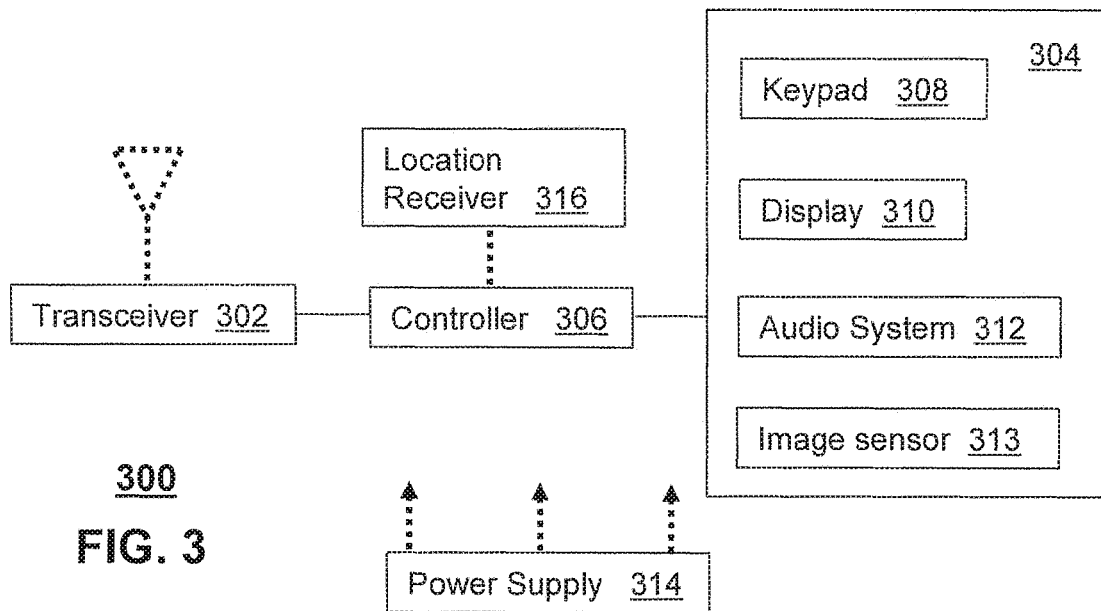 304
Keypad 308
Location
Receiver 316
Display 310
Transceiver 302
Controller 306
Audio System 312
Image sensor 313
300
FIG. 3
Power Supply 314